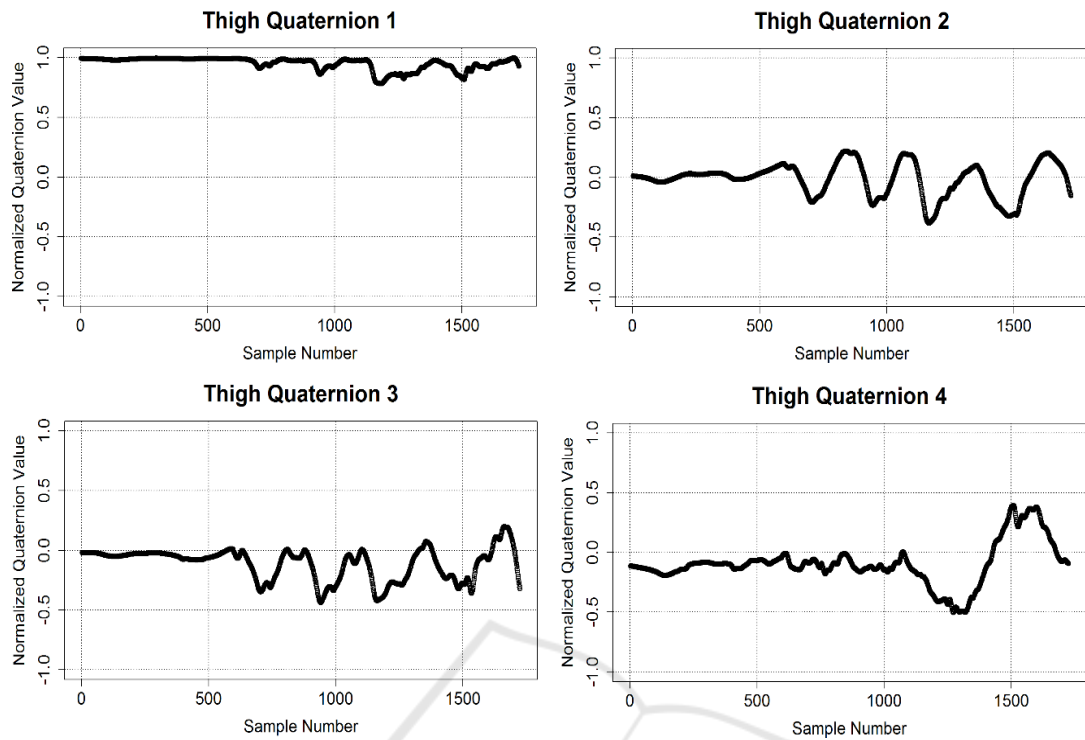 Thigh Quaternion 1
Normalized Quaternion Value
1.0
0.5
0.0
-0.5
-1.0
0 500 1000 1500
Sample Number
Thigh Quaternion 2
Normalized Quaternion Value
1.0
0.5
0.0
-0.5
-1.0
0 500 1000 1500
Sample Number
Thigh Quaternion 3
Normalized Quaternion Value
1.0
0.5
0.0
-0.5
-1.0
0 500 1000 1500
Sample Number
Thigh Quaternion 4
Normalized Quaternion Value
1.0
0.5
0.0
-0.5
-1.0
0 500 1000 1500
Sample Number